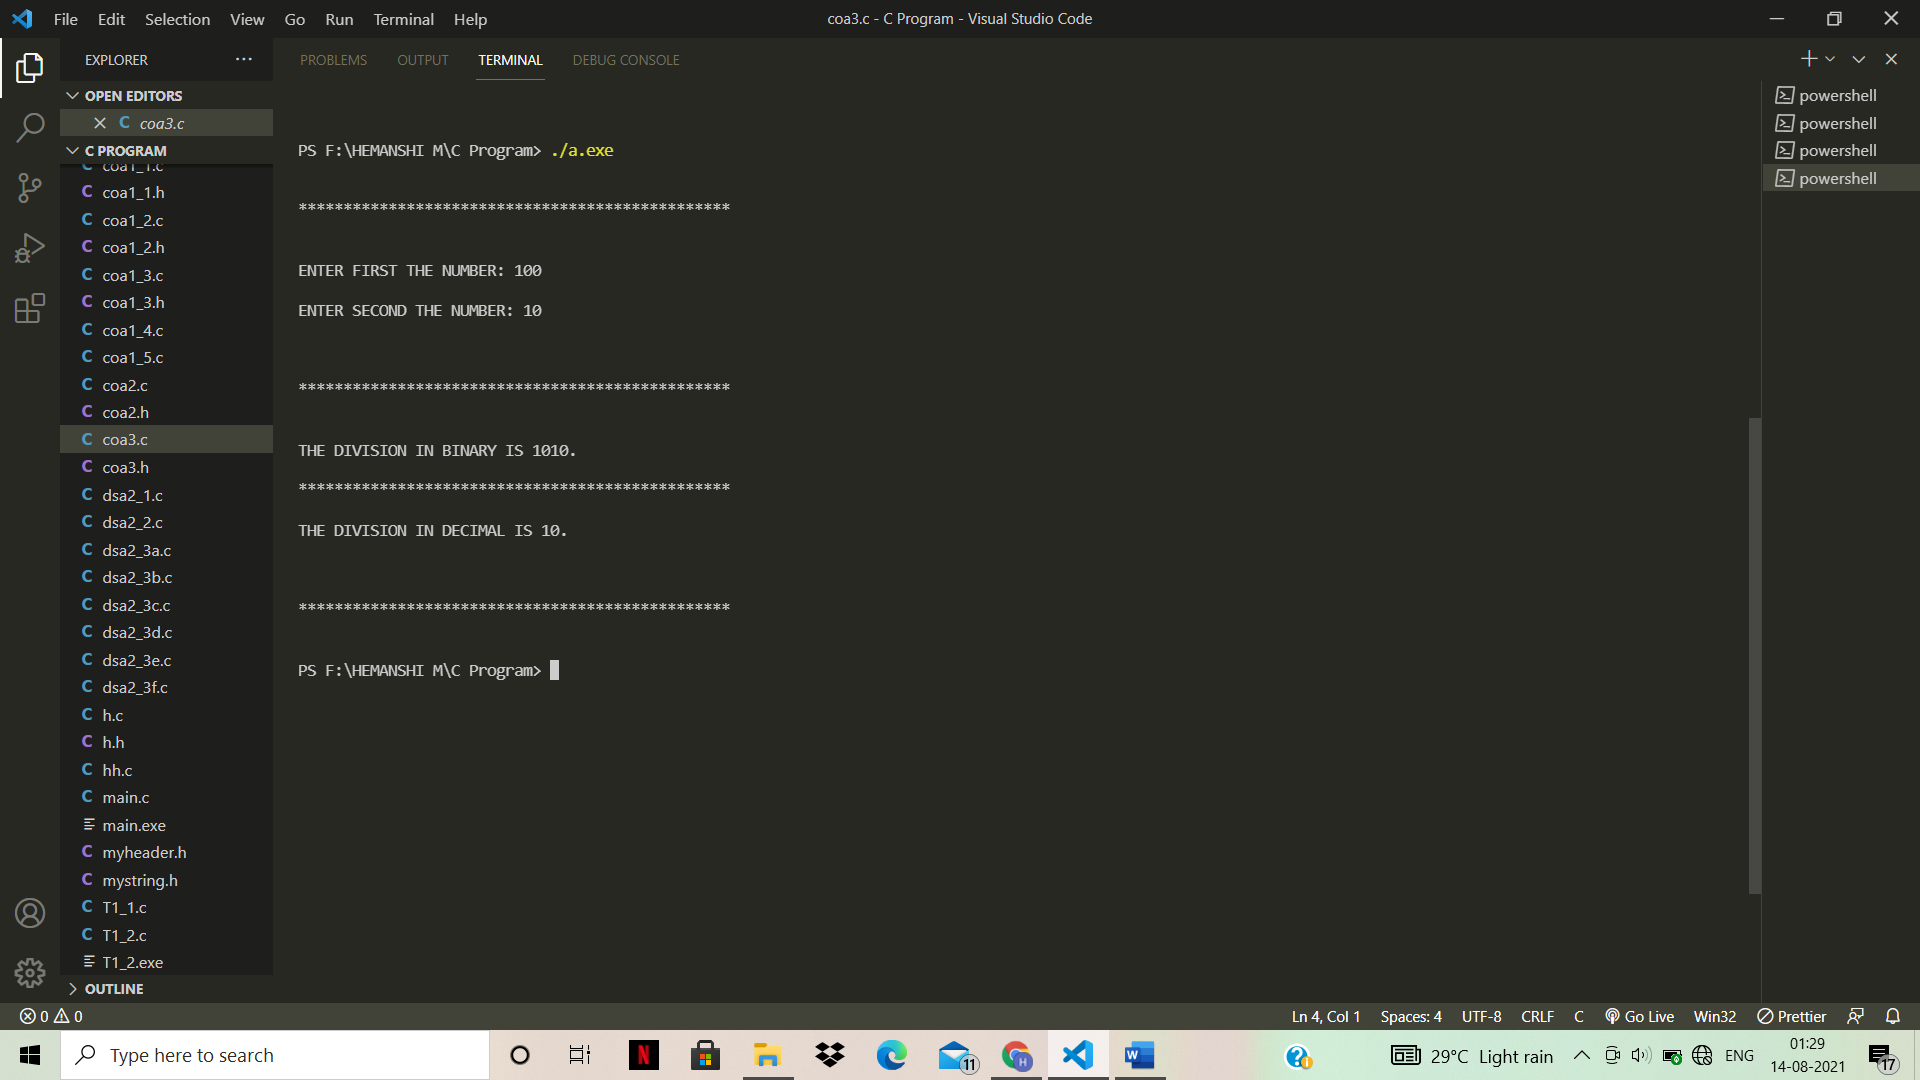 File Edit Selection View Go Run Terminal Help
coa3.c - C Program - Visual Studio Code
EXPLORER
PROBLEMS OUTPUT TERMINAL DEBUG CONSOLE
OPEN EDITORS
coa3.c
C PROGRAM
coa1_1.c
coa1_1.h
coa1_2.c
coa1_2.h
coa1_3.c
coa1_3.h
coa1_4.c
coa1_5.c
coa2.c
coa2.h
coa3.c
coa3.h
dsa2_1.c
dsa2_2.c
dsa2_3a.c
dsa2_3b.c
dsa2_3c.c
dsa2_3d.c
dsa2_3e.c
dsa2_3f.c
h.c
h.h
hh.c
main.c
main.exe
myheader.h
mystring.h
T1_1.c
T1_2.c
T1_2.exe
OUTLINE
PS F:\HEMANSHI M\C Program> ./a.exe
************************************************
ENTER FIRST THE NUMBER: 100
ENTER SECOND THE NUMBER: 10
************************************************
THE DIVISION IN BINARY IS 1010.
************************************************
THE DIVISION IN DECIMAL IS 10.
************************************************
PS F:\HEMANSHI M\C Program>
powershell
powershell
powershell
powershell
0 0
Ln 4, Col 1 Spaces: 4 UTF-8 CRLF C Go Live Win32 Prettier
Type here to search
11
29°C Light rain
ENG
01:29
14-08-2021
17